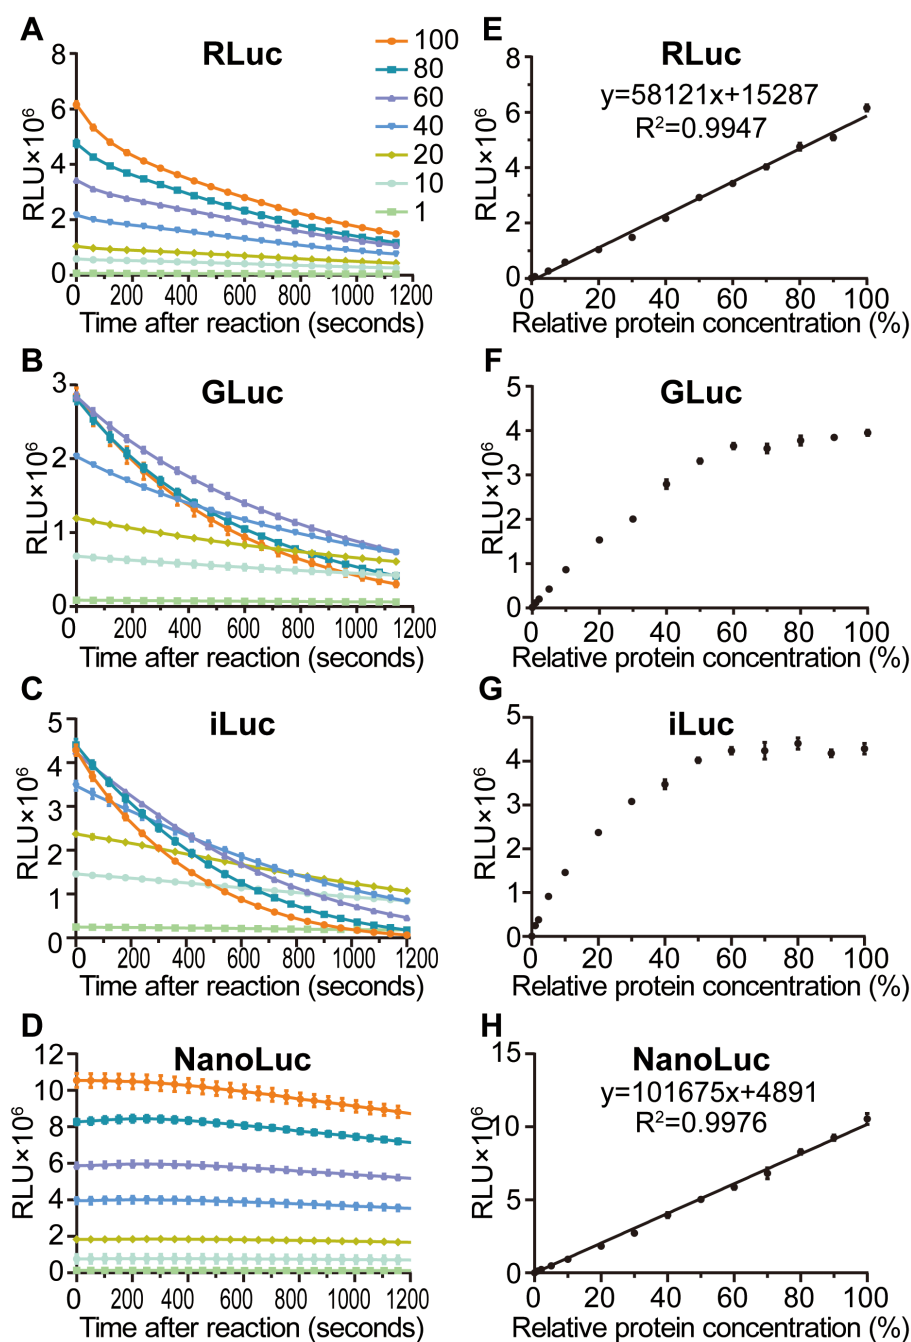 A
RLuc
RLU×10⁶
8
6
4
2
0
0 200 400 600 800 1000 1200
Time after reaction (seconds)
100
80
60
40
20
10
1
E
RLuc
y=58121x+15287
R²=0.9947
RLU×10⁶
8
6
4
2
0
0 20 40 60 80 100
Relative protein concentration (%)
B
GLuc
RLU×10⁶
3
2
1
0
0 200 400 600 800 1000 1200
Time after reaction (seconds)
F
GLuc
RLU×10⁶
5
4
3
2
1
0
0 20 40 60 80 100
Relative protein concentration (%)
C
iLuc
RLU×10⁶
5
4
3
2
1
0
0 200 400 600 800 1000 1200
Time after reaction (seconds)
G
iLuc
RLU×10⁶
5
4
3
2
1
0
0 20 40 60 80 100
Relative protein concentration (%)
D
NanoLuc
RLU×10⁶
12
10
8
6
4
2
0
0 200 400 600 800 1000 1200
Time after reaction (seconds)
H
NanoLuc
y=101675x+4891
R²=0.9976
RLU×10⁶
15
10
5
0
0 20 40 60 80 100
Relative protein concentration (%)